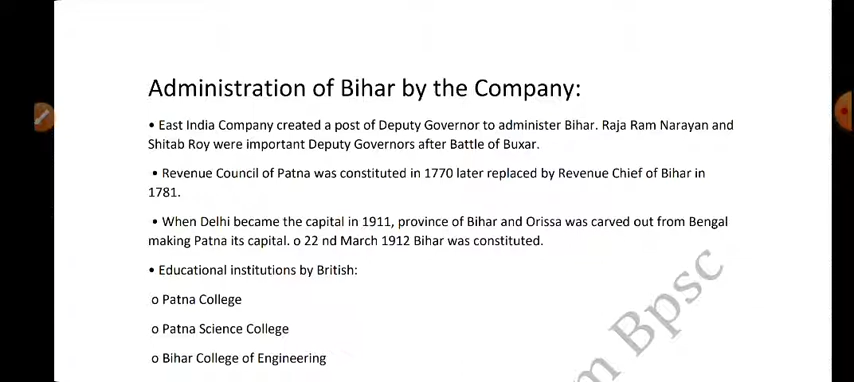 Administration of Bihar by the Company:
• East India Company created a post of Deputy Governor to administer Bihar. Raja Ram Narayan and
Shitab Roy were important Deputy Governors after Battle of Buxar.
• Revenue Council of Patna was constituted in 1770 later replaced by Revenue Chief of Bihar in
1781.
• When Delhi became the capital in 1911, province of Bihar and Orissa was carved out from Bengal
making Patna its capital. o 22 nd March 1912 Bihar was constituted.
• Educational institutions by British:
o Patna College
o Patna Science College
o Bihar College of Engineering
Bpsc